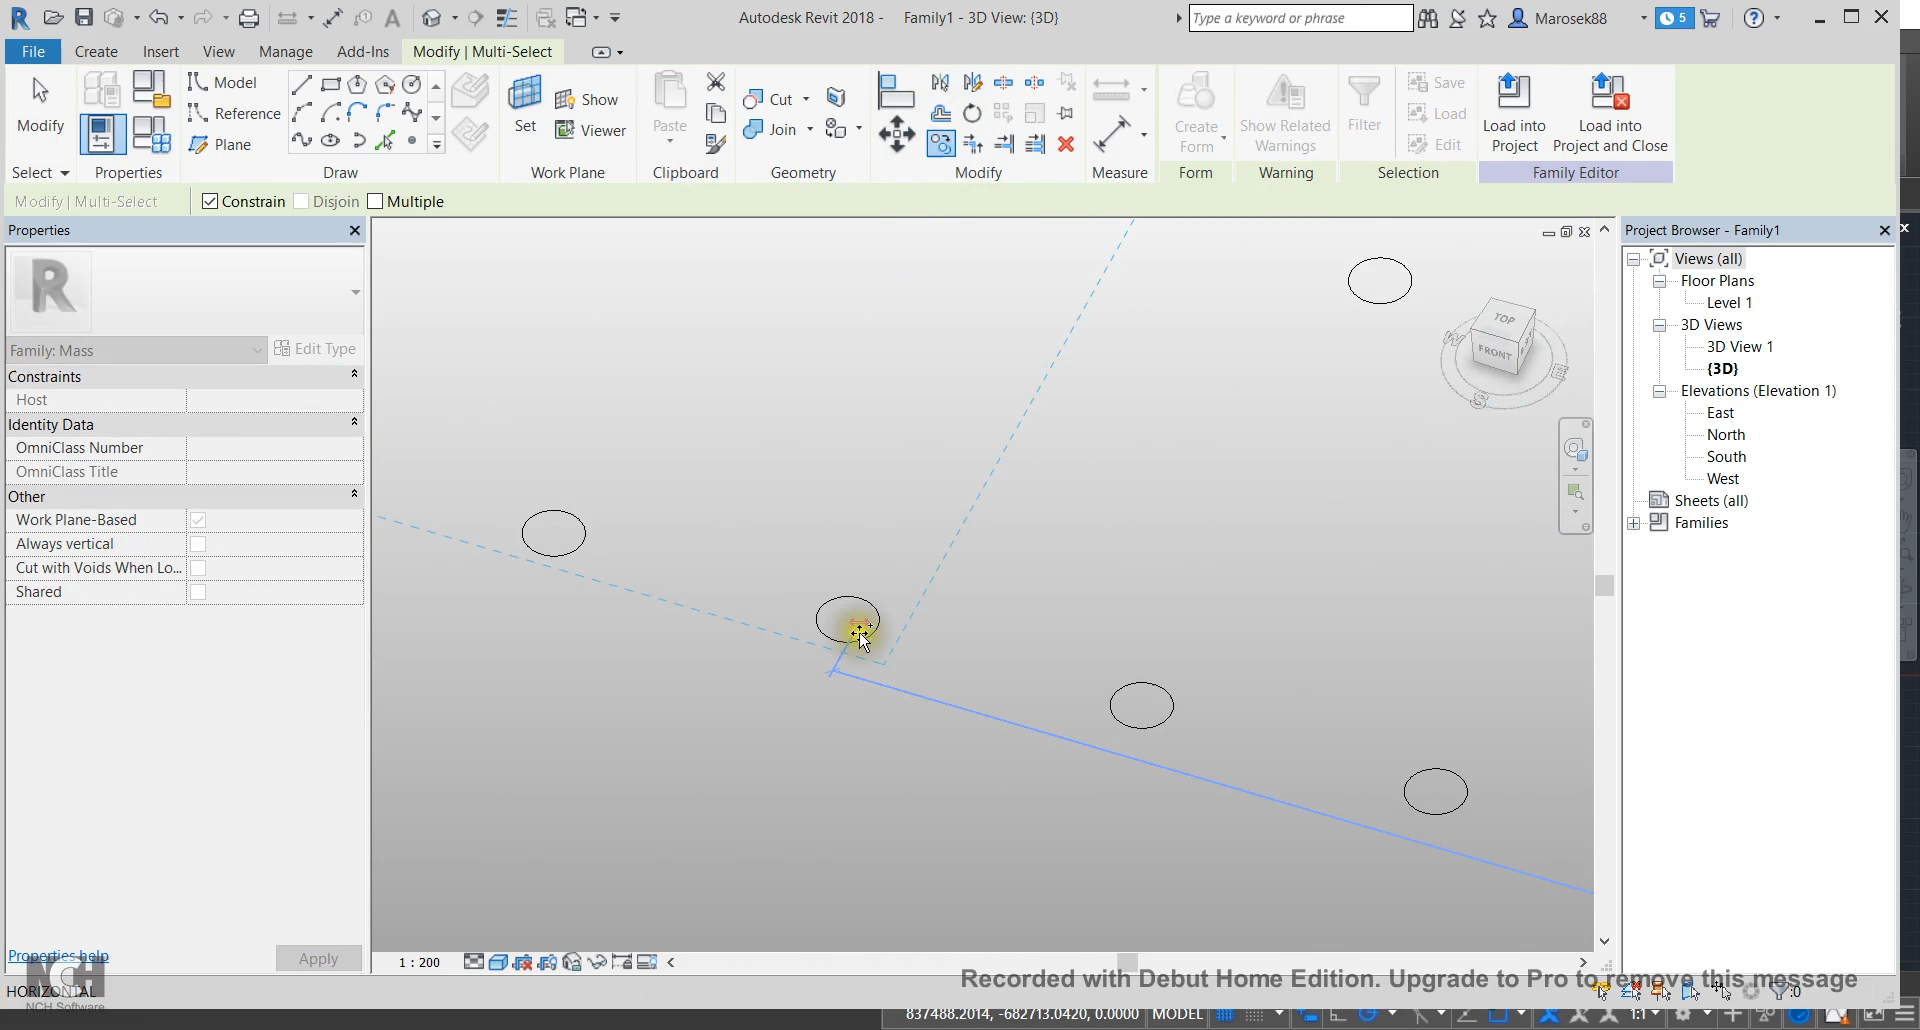 Autodesk Revit 2018 - Family1 - 3D View: {3D}
Type a keyword or phrase
Marosek88
5
File Create Insert View Manage Add-Ins Modify | Multi-Select
Modify
Model
Reference
Plane
Set
Show
Viewer
Paste
Cut
Join
Create Form
Show Related Warnings
Filter
Save
Load
Edit
Load into Project
Load into Project and Close
Select Properties Draw Work Plane Clipboard Geometry Modify Measure Form Warning Selection Family Editor
Modify | Multi-Select Constrain Disjoin Multiple
Properties
Family: Mass Edit Type
Constraints
Host
Identity Data
OmniClass Number
OmniClass Title
Other
Work Plane-Based
Always vertical
Cut with Voids When Lo...
Shared
Properties help Apply
TOP
FRONT
W
S
E
Project Browser - Family1
Views (all)
Floor Plans
Level 1
3D Views
3D View 1
{3D}
Elevations (Elevation 1)
East
North
South
West
Sheets (all)
Families
1 : 200
Recorded with Debut Home Edition. Upgrade to Pro to remove this message
NCH
NCH Software
HORIZONTAL
:0
837488.2014, -682713.0420, 0.0000 MODEL 1:1